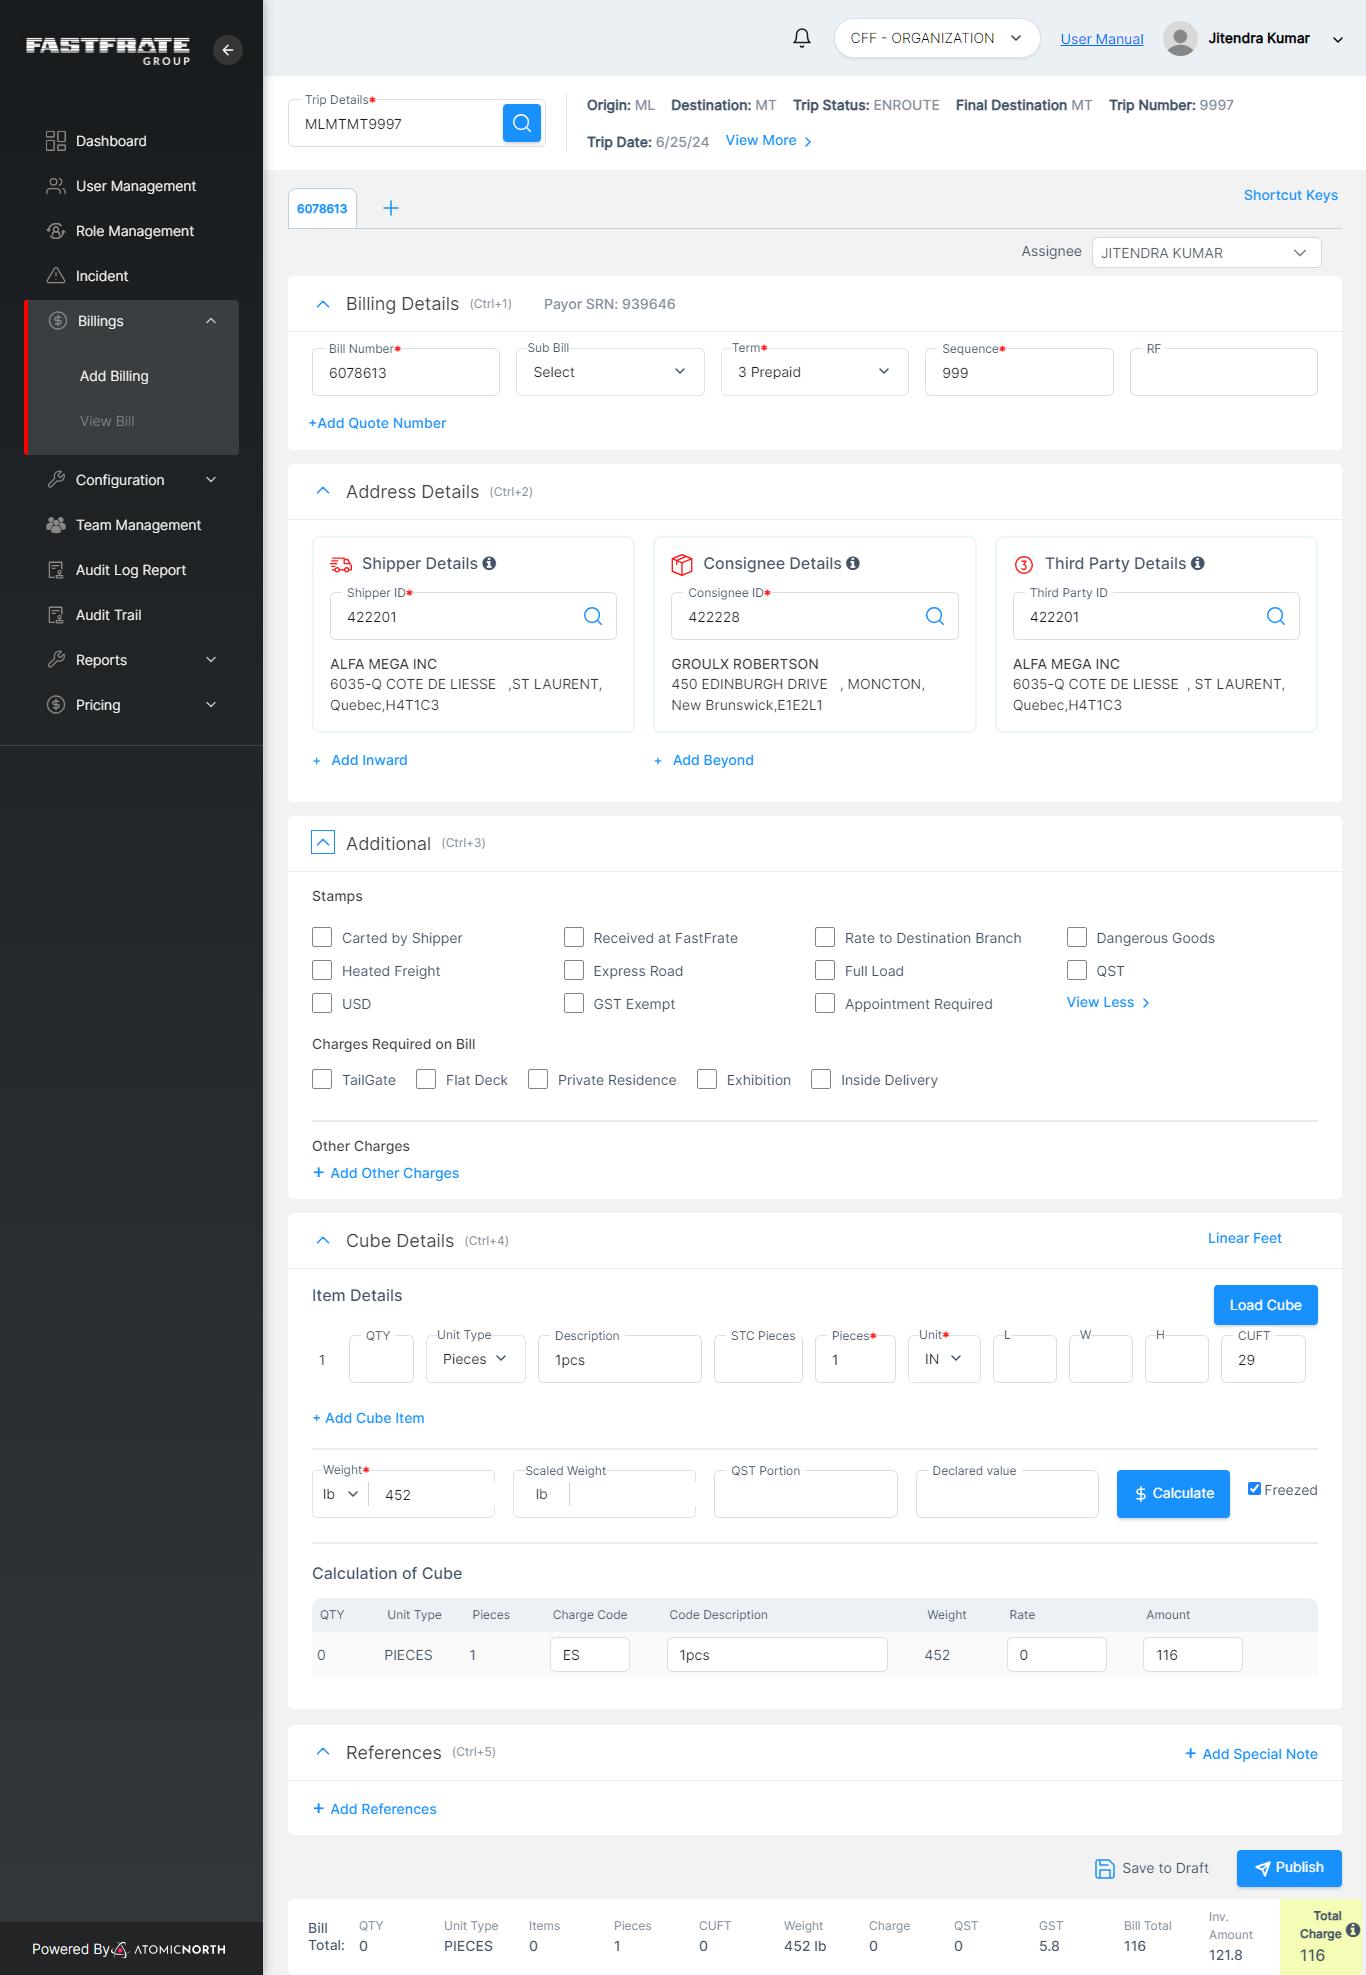 FASTFRATE
GROUP
CFF - ORGANIZATION
User Manual
Jitendra Kumar
Dashboard
User Management
Role Management
Incident
Billings
Add Billing
View Bill
Configuration
Team Management
Audit Log Report
Audit Trail
Reports
Pricing
Powered By ATOMICNORTH
Trip Details*
MLMTMT9997
Origin: ML Destination: MT Trip Status: ENROUTE Final Destination MT Trip Number: 9997
Trip Date: 6/25/24 View More >
6078613 +
Shortcut Keys
Assignee JITENDRA KUMAR
Billing Details (Ctrl+1) Payor SRN: 939646
Bill Number* Sub Bill Term* Sequence* RF
6078613 Select 3 Prepaid 999
+Add Quote Number
Address Details (Ctrl+2)
Shipper Details
Shipper ID*
422201
ALFA MEGA INC
6035-Q COTE DE LIESSE ,ST LAURENT,
Quebec,H4T1C3
Consignee Details
Consignee ID*
422228
GROULX ROBERTSON
450 EDINBURGH DRIVE , MONCTON,
New Brunswick,E1E2L1
3 Third Party Details
Third Party ID
422201
ALFA MEGA INC
6035-Q COTE DE LIESSE , ST LAURENT,
Quebec,H4T1C3
+ Add Inward
+ Add Beyond
Additional (Ctrl+3)
Stamps
Carted by Shipper Received at FastFrate Rate to Destination Branch Dangerous Goods
Heated Freight Express Road Full Load QST
USD GST Exempt Appointment Required View Less >
Charges Required on Bill
TailGate Flat Deck Private Residence Exhibition Inside Delivery
Other Charges
+ Add Other Charges
Cube Details (Ctrl+4) Linear Feet
Item Details
Load Cube
QTY Unit Type Description STC Pieces Pieces* Unit* L W H CUFT
1 Pieces 1pcs 1 IN 29
+ Add Cube Item
Weight* Scaled Weight QST Portion Declared value
lb 452 lb $ Calculate Freezed
Calculation of Cube
QTY Unit Type Pieces Charge Code Code Description Weight Rate Amount
0 PIECES 1 ES 1pcs 452 0 116
References (Ctrl+5) + Add Special Note
+ Add References
Save to Draft Publish
Bill Total:
QTY Unit Type Items Pieces CUFT Weight Charge QST GST Bill Total Inv. Amount Total Charge
0 PIECES 0 1 0 452 lb 0 0 5.8 116 121.8 116